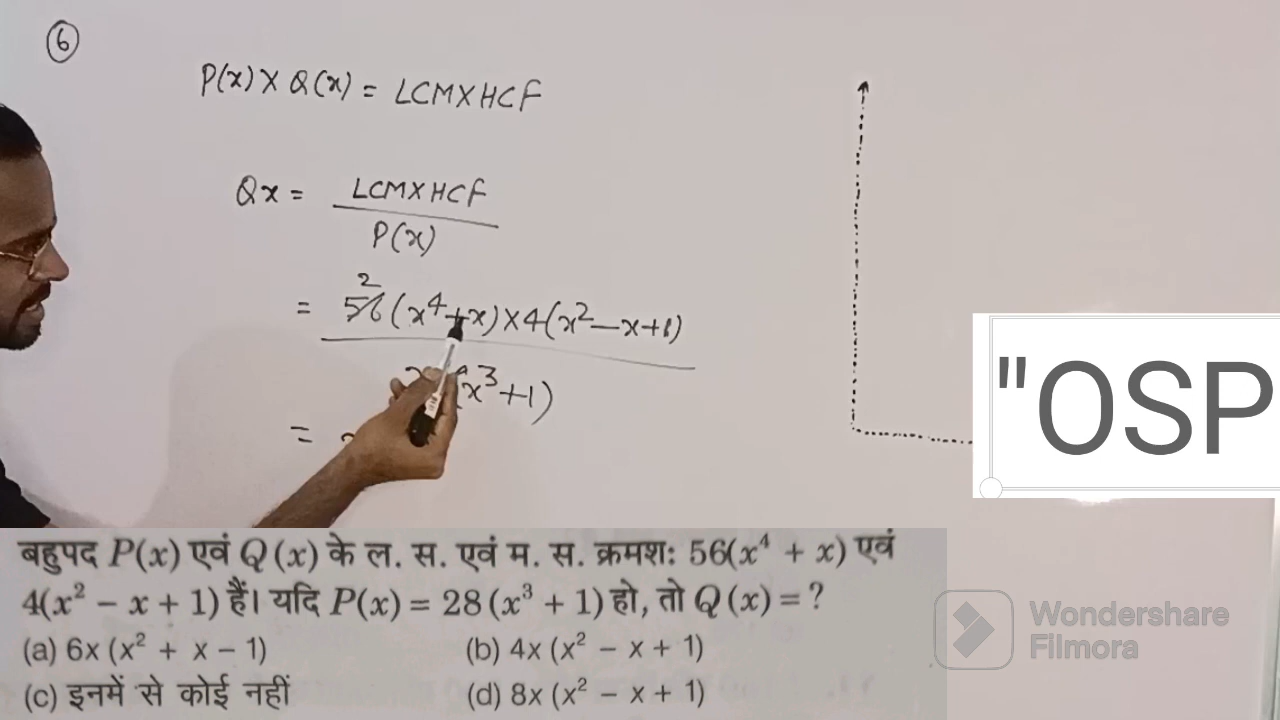 6
P(x) X Q(x) = LCM X HCF
Qx = LCM X HCF
P(x)
2
= 56 (x⁴+x) × 4(x²-x+1)
(x³+1)
=
"OSP
बहुपद P(x) एवं Q(x) के ल. स. एवं म. स. क्रमशः 56(x⁴ + x) एवं
4(x² − x + 1) हैं। यदि P(x) = 28 (x³ + 1) हो, तो Q (x) = ?
(a) 6x (x² + x − 1) (b) 4x (x² − x + 1)
(c) इनमें से कोई नहीं (d) 8x (x² − x + 1)
Wondershare
Filmora